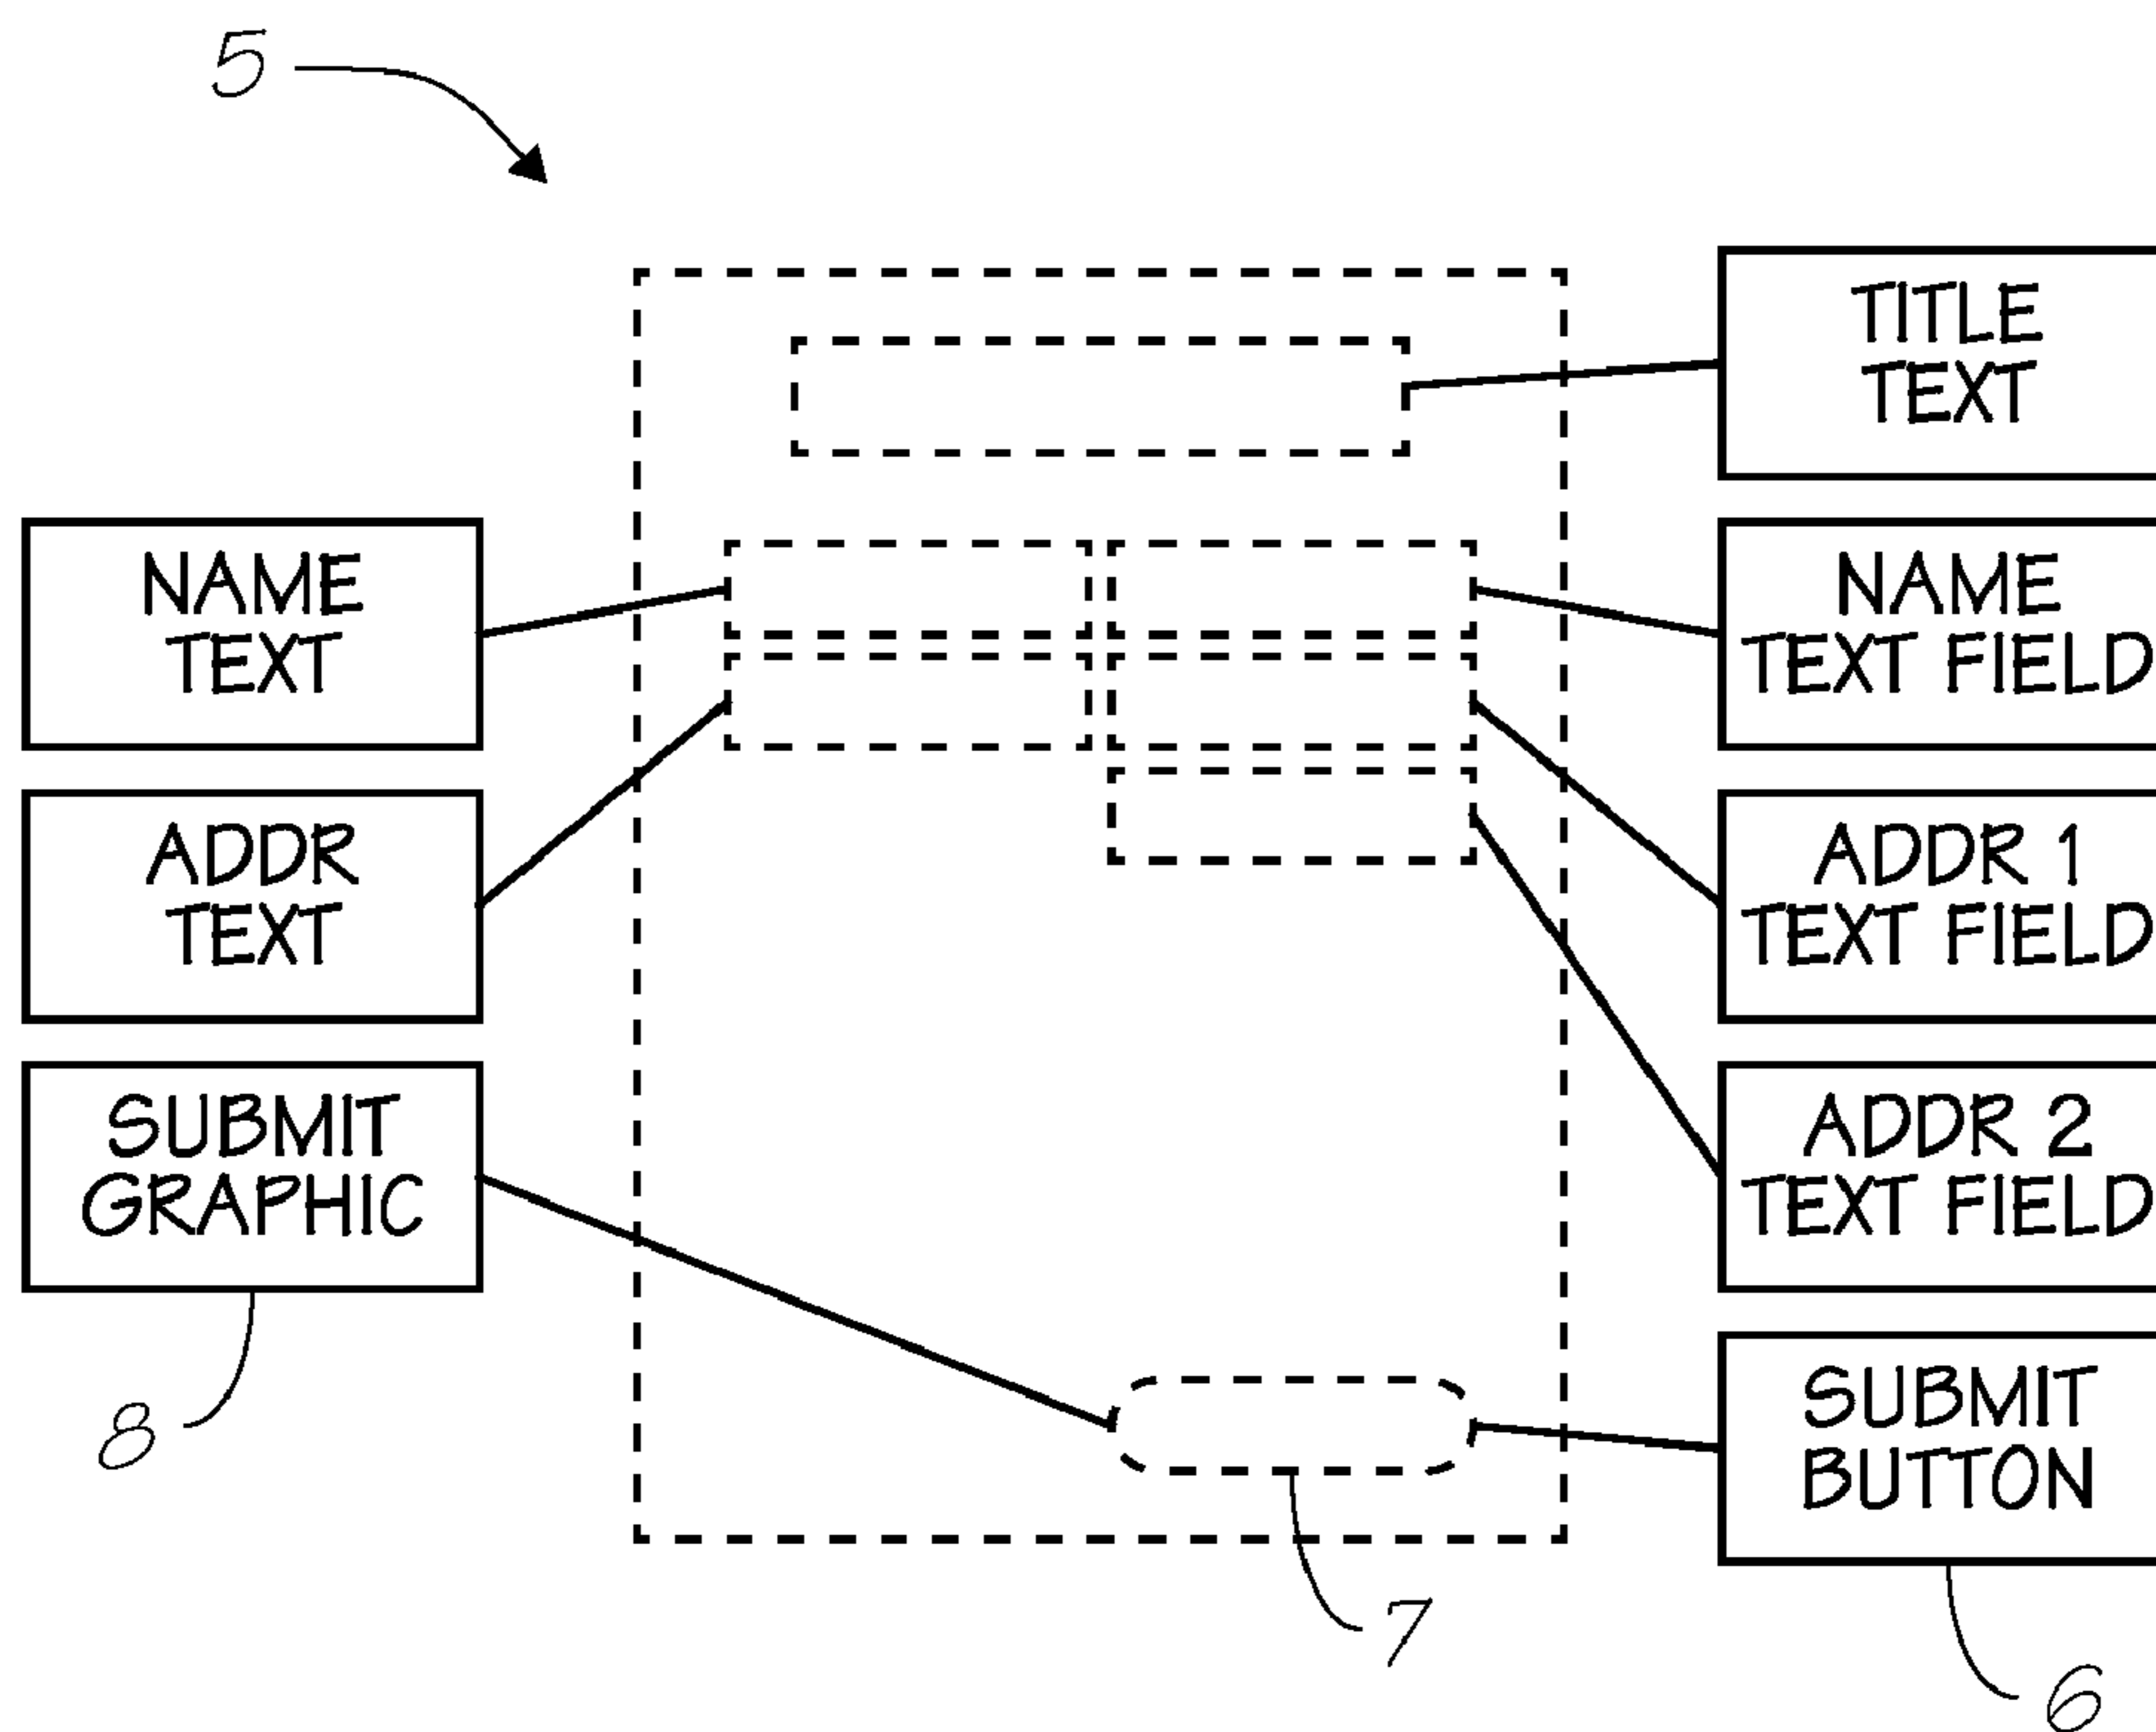 5
TITLE
TEXT
NAME
TEXT
NAME
TEXT FIELD
ADDR
TEXT
ADDR 1
TEXT FIELD
SUBMIT
GRAPHIC
ADDR 2
TEXT FIELD
SUBMIT
BUTTON
8
7
6